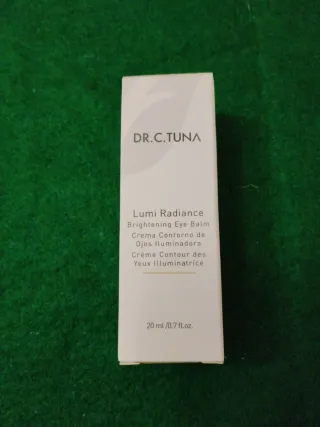 DR.C.TUNA
Lumi Radiance
Brightening Eye Balm
Crema Contorno de
Ojos Iluminadora
Crème Contour des
Yeux Illuminatrice
20 ml /0.7 fl.oz.